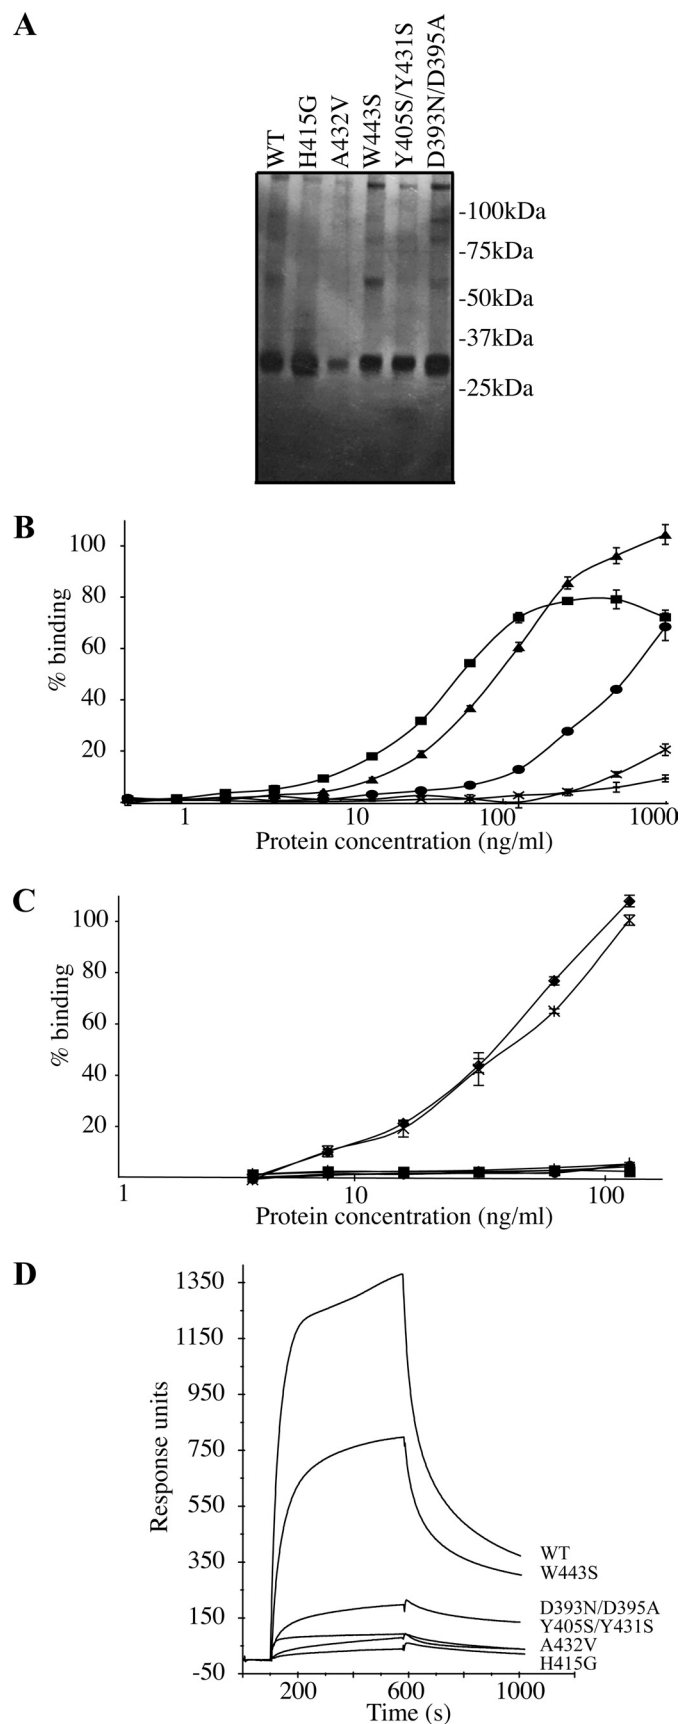 A
WT
H415G
A432V
W443S
Y405S/Y431S
D393N/D395A
-100kDa
-75kDa
-50kDa
-37kDa
-25kDa
B
100
80
60
40
20
% binding
1
10
100
1000
Protein concentration (ng/ml)
C
100
80
60
40
20
% binding
1
10
100
Protein concentration (ng/ml)
D
1350
1150
950
750
550
350
150
-50
Response units
WT
W443S
D393N/D395A
Y405S/Y431S
A432V
H415G
200
600
1000
Time (s)